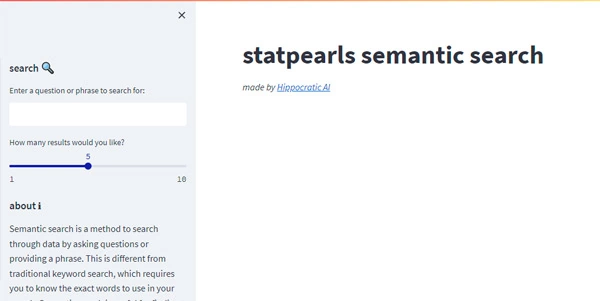 ×
search 🔍
Enter a question or phrase to search for:
How many results would you like?
5
1 10
about ℹ
Semantic search is a method to search
through data by asking questions or
providing a phrase. This is different from
traditional keyword search, which requires
you to know the exact words to use in your
statpearls semantic search
made by Hippocratic AI